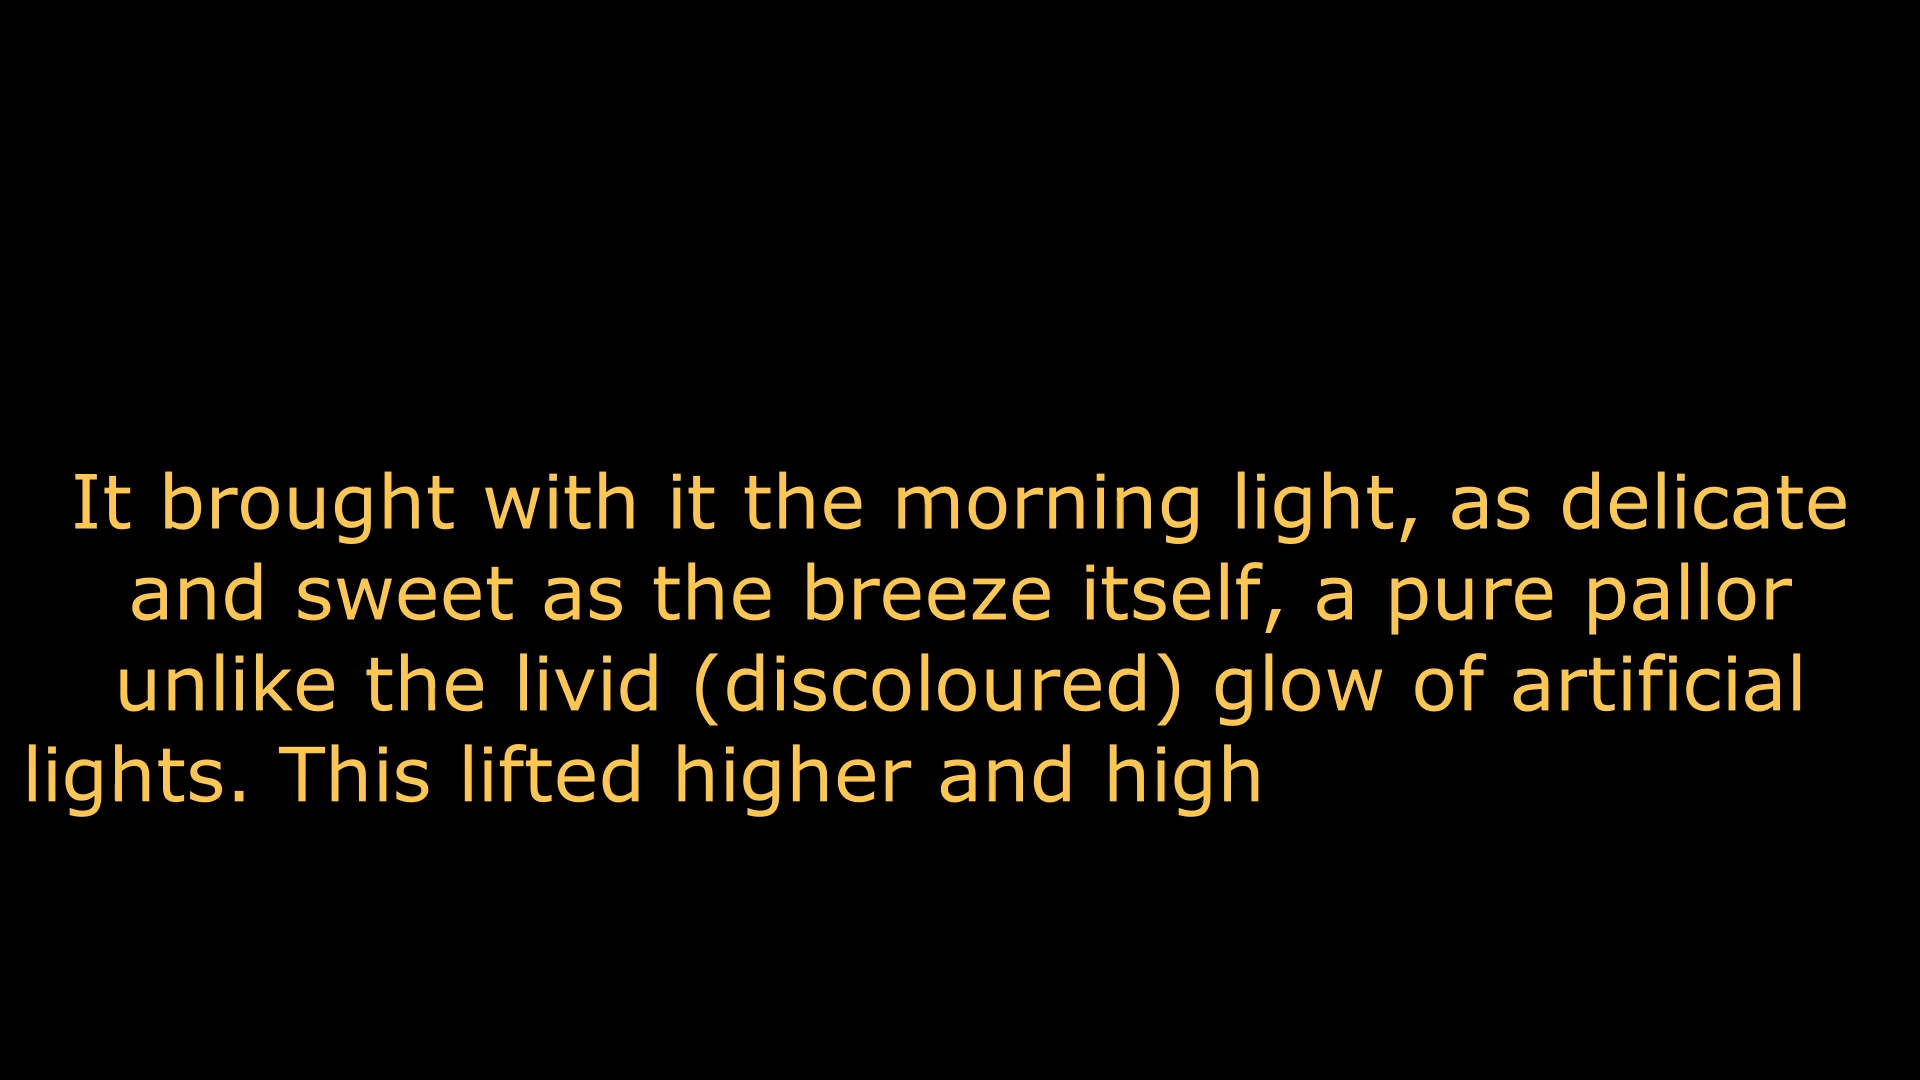 It brought with it the morning light, as delicate
and sweet as the breeze itself, a pure pallor
unlike the livid (discoloured) glow of artificial
lights. This lifted higher and high